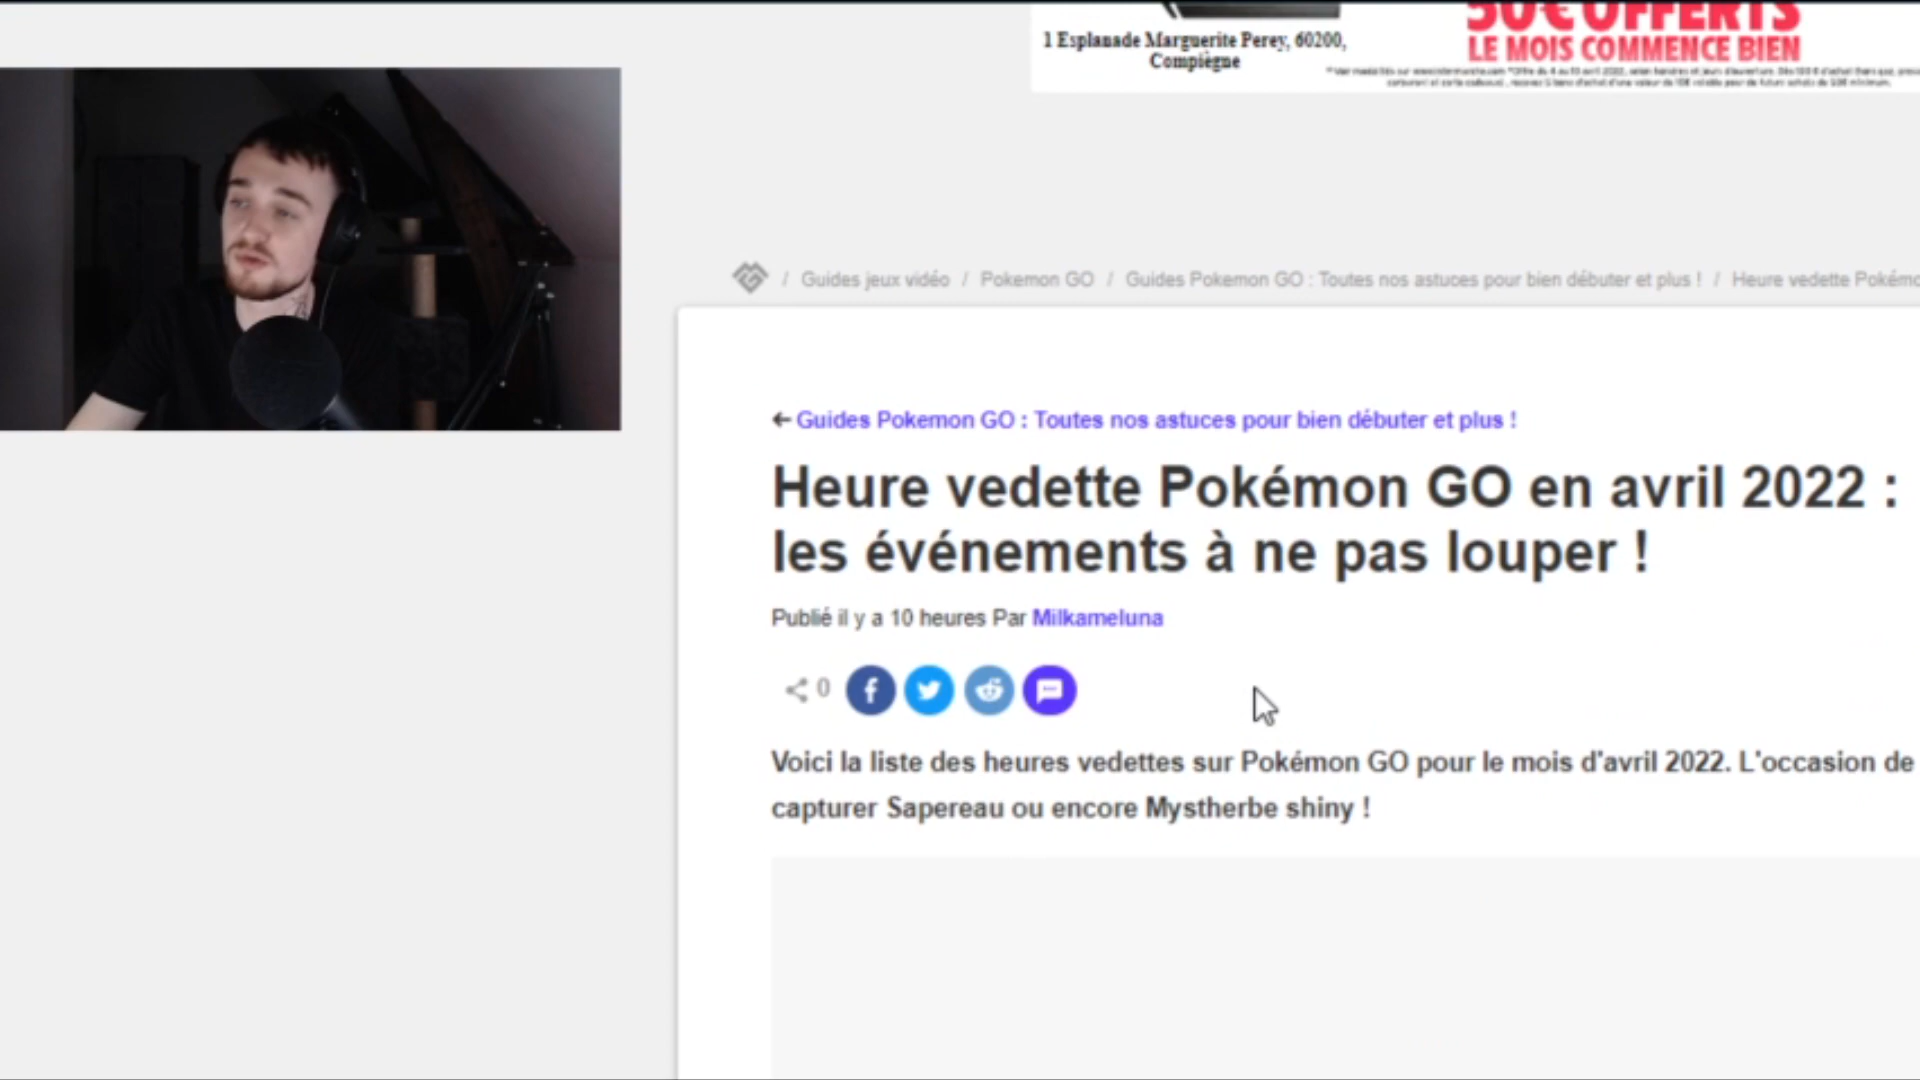 50€ OFFERTS
LE MOIS COMMENCE BIEN
1 Esplanade Marguerite Perey, 60200,
Compiègne
/ Guides jeux vidéo / Pokemon GO / Guides Pokemon GO : Toutes nos astuces pour bien débuter et plus ! / Heure vedette
← Guides Pokemon GO : Toutes nos astuces pour bien débuter et plus !
Heure vedette Pokémon GO en avril 2022 :
les événements à ne pas louper !
Publié il y a 10 heures Par Milkameluna
0
Voici la liste des heures vedettes sur Pokémon GO pour le mois d'avril 2022. L'occasion de
capturer Sapereau ou encore Mystherbe shiny !